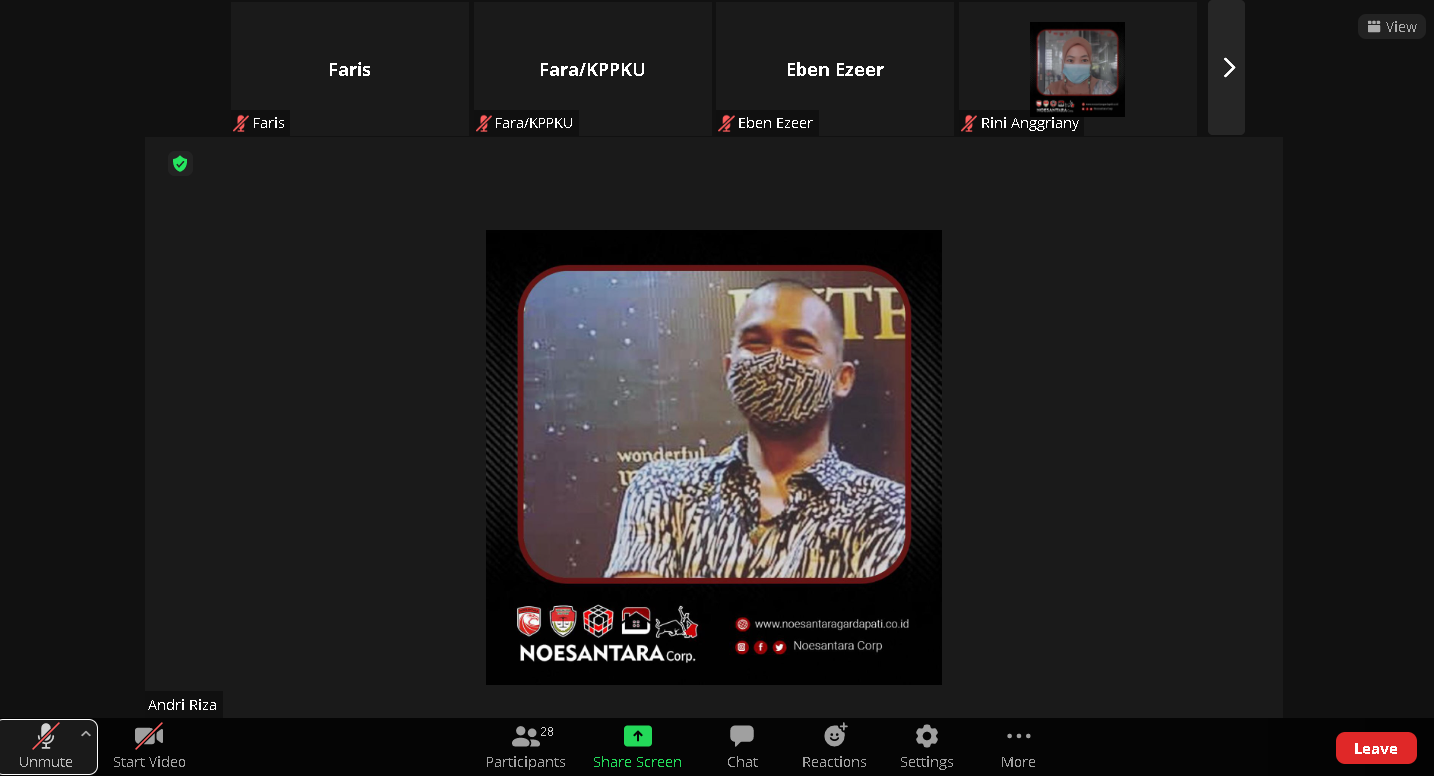 Faris
Fara/KPPKU
Eben Ezeer
View
Faris
Fara/KPPKU
Eben Ezeer
Rini Anggriany
wonderful
NOESANTARA Corp.
www.noesantaragardapati.co.id
Noesantara Corp
Andri Riza
Unmute
Start Video
Participants
28
Share Screen
Chat
Reactions
Settings
More
Leave